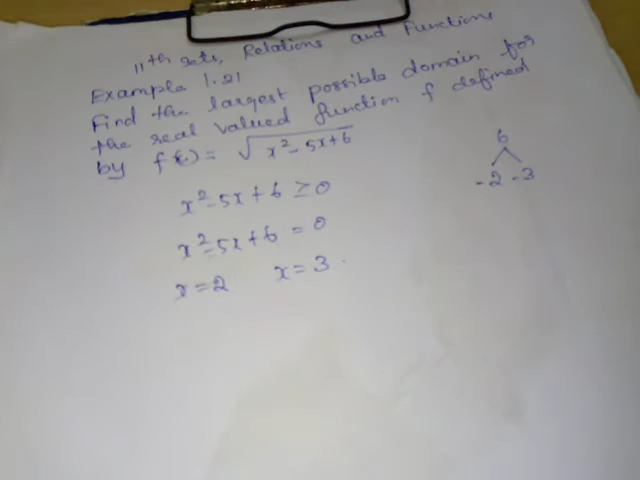 11th sets, Relations and Functions
Example 1.21
Find the largest possible domain for
the real valued function f defined
by f(x) = √x²-5x+6
x²-5x+6 ≥ 0
x²-5x+6 = 0
x=2 x=3.
6
-2 -3